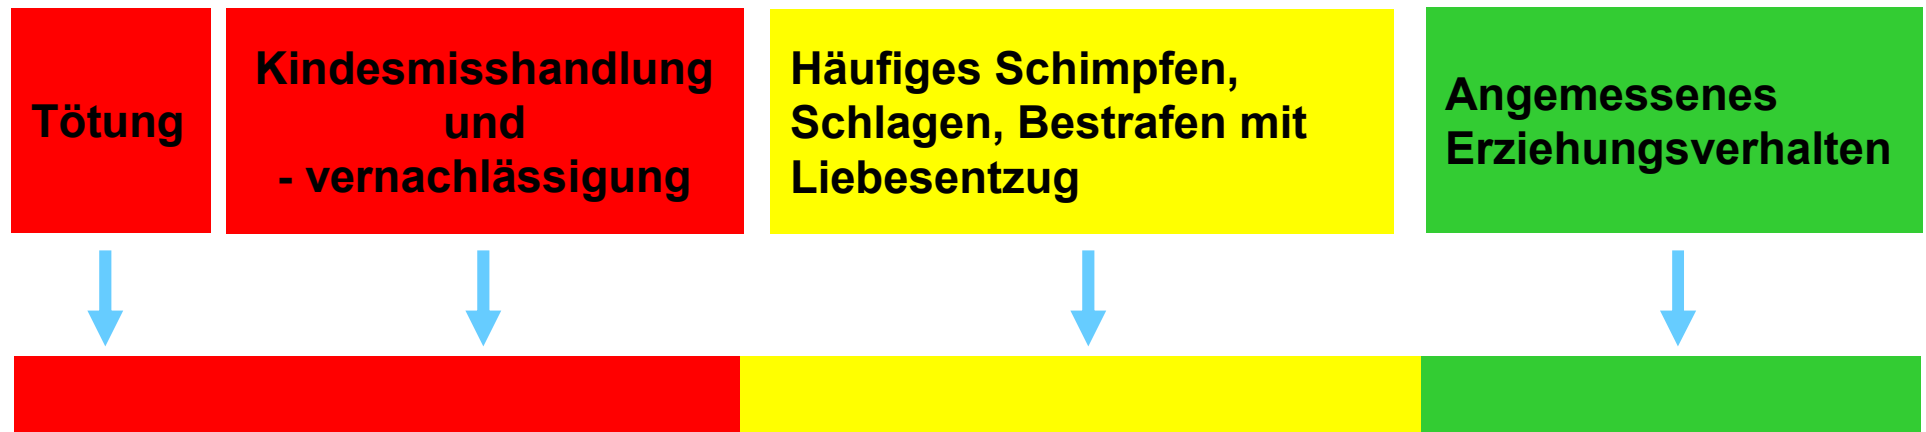 Tötung
Kindesmisshandlung
und
- vernachlässigung
Häufiges Schimpfen,
Schlagen, Bestrafen mit
Liebesentzug
Angemessenes
Erziehungsverhalten